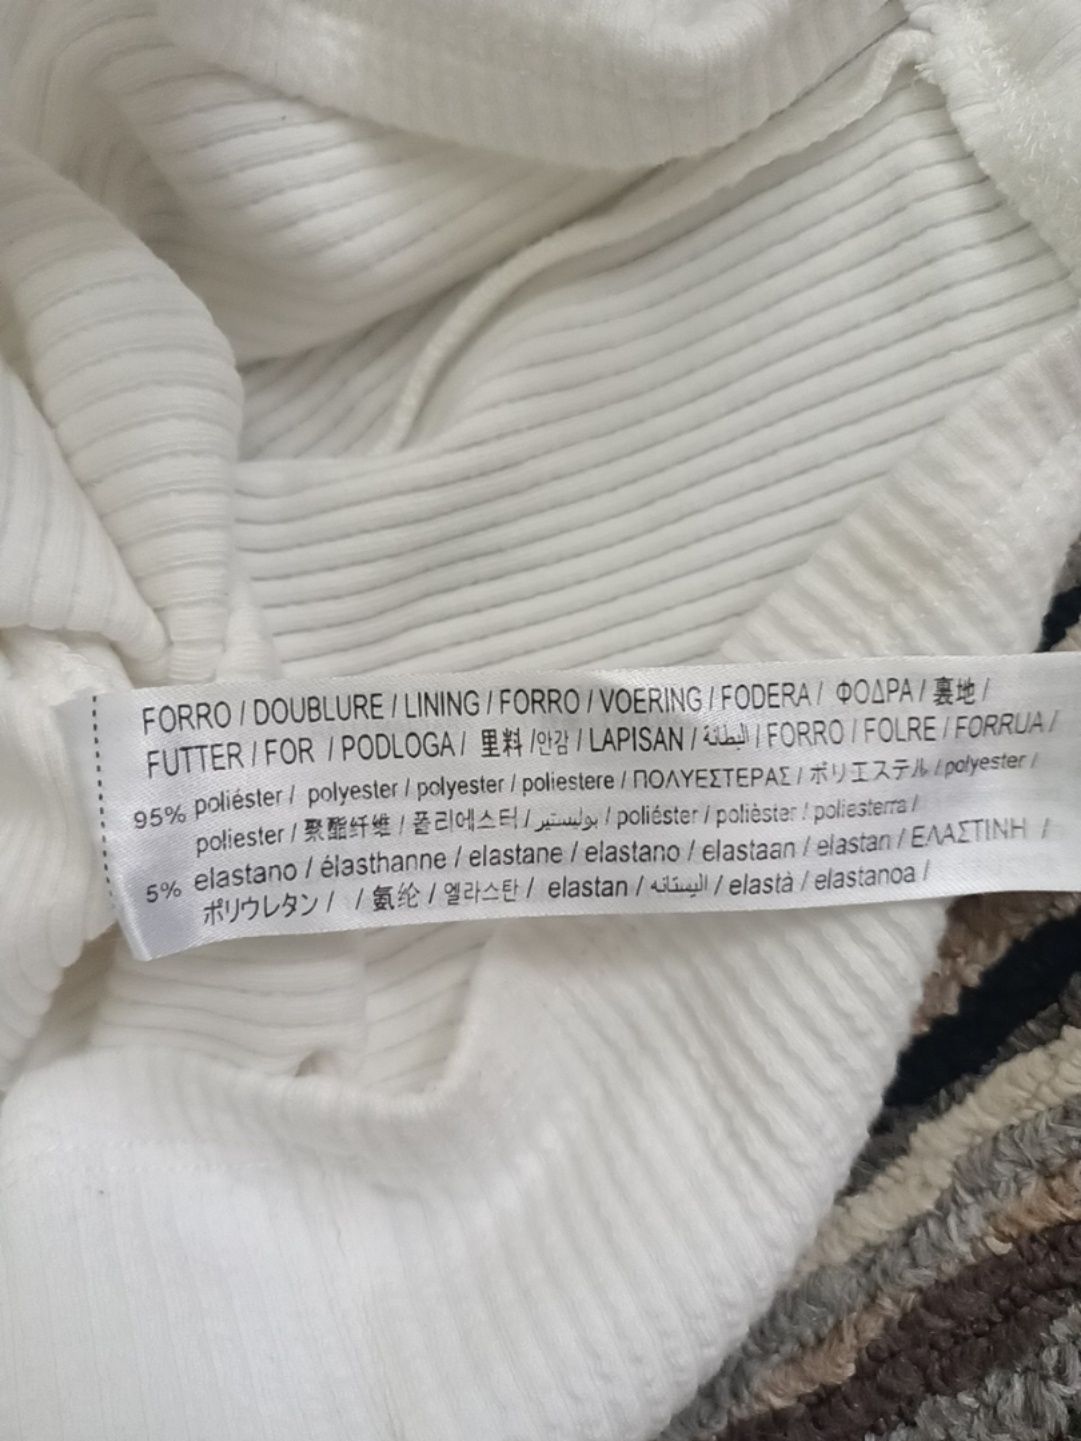 FORRO / DOUBLURE / LINING / FORRO / VOERING / FODERA / ΦΟΔΡΑ / 裏地 /
FUTTER / FOR / PODLOGA / 里料 /안감 / LAPISAN / البطانة / FORRO / FOLRE / FORRUA /
95% poliéster / polyester / polyester / poliestere / ΠΟΛΥΕΣΤΕΡΑΣ / ポリエステル / polyester /
poliester / 聚酯纤维 / 폴리에스터 / بوليستير / poliéster / polièster / poliesterra /
5% elastano / élasthanne / elastane / elastano / elastaan / elastan / ΕΛΑΣΤΙΝΗ /
ポリウレタン / / 氨纶 / 엘라스탄 / elastan / اليستانه / elastà / elastanoa /